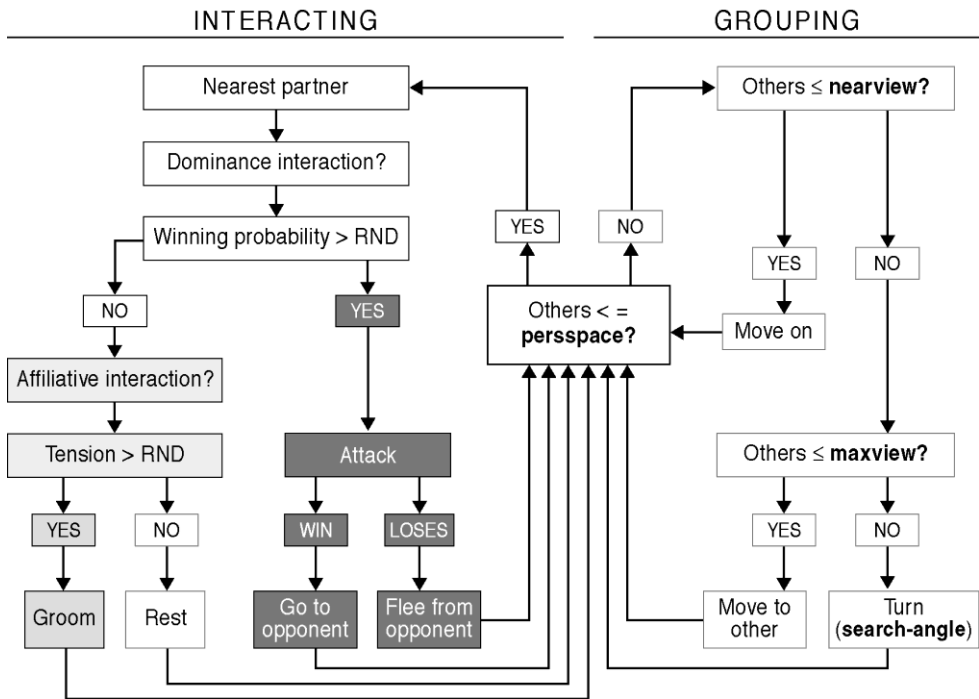 INTERACTING
GROUPING
Nearest partner
Dominance interaction?
Winning probability > RND
NO
YES
Affiliative interaction?
Tension > RND
YES
NO
Groom
Rest
Attack
WIN
LOSES
Go to
opponent
Flee from
opponent
YES
NO
Others < =
persspace?
Others ≤ nearview?
YES
NO
Move on
Others ≤ maxview?
YES
NO
Move to
other
Turn
(search-angle)